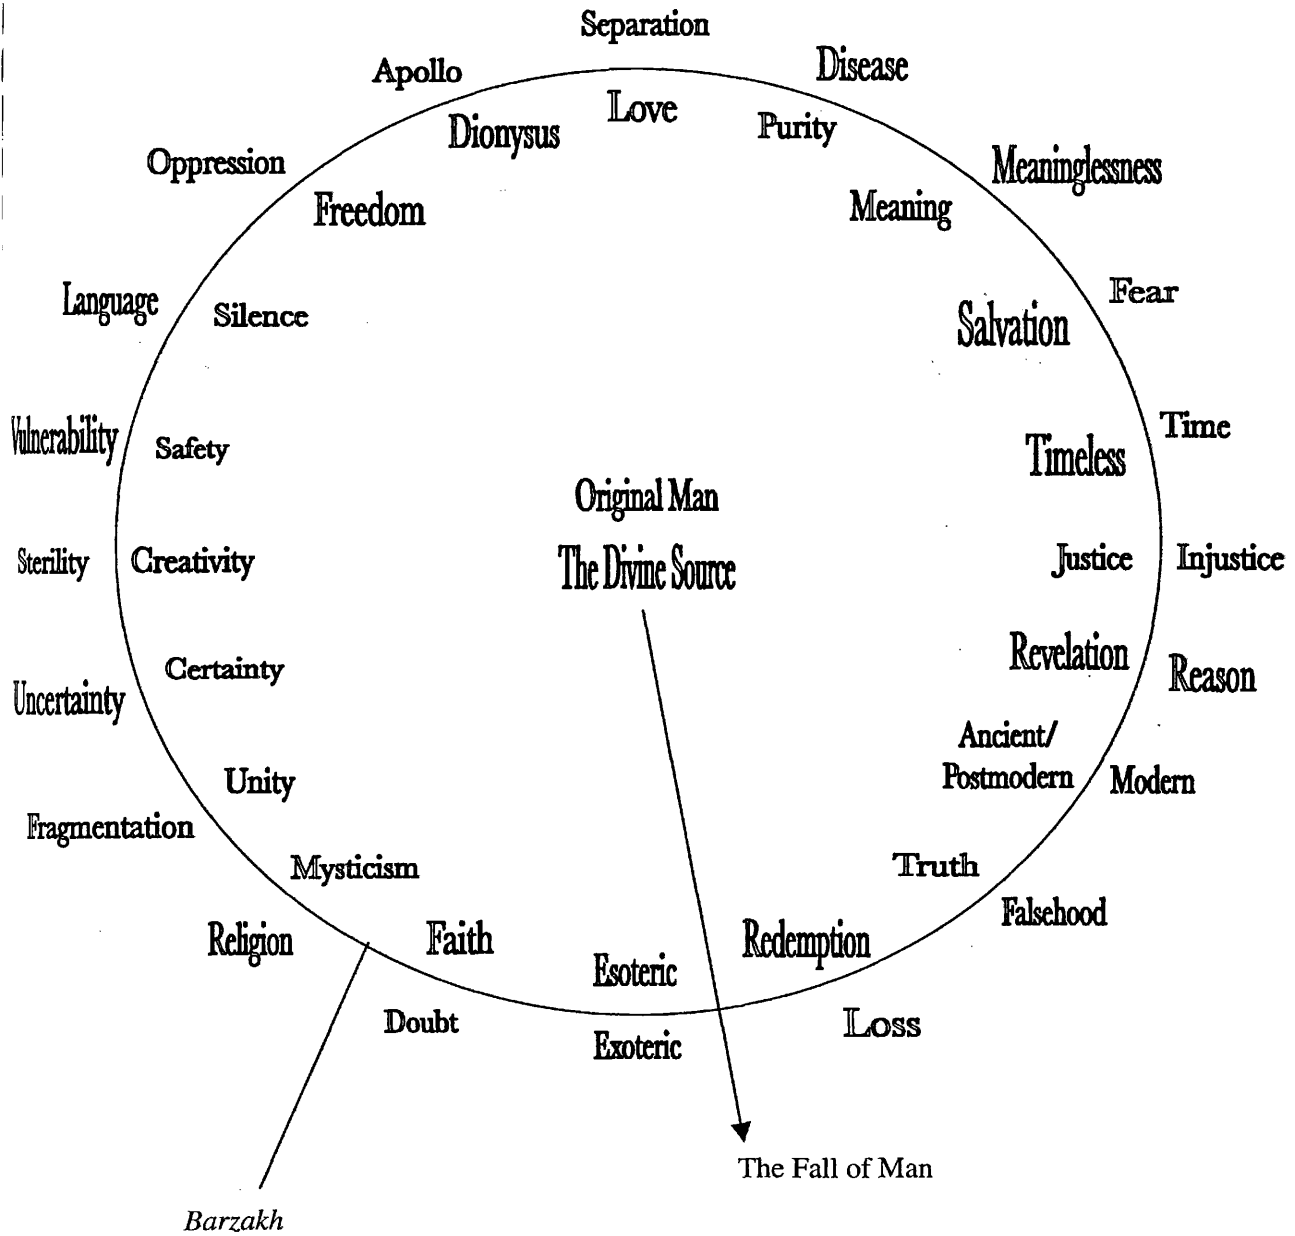 Separation
Apollo
Disease
Love
Dionysus
Purity
Oppression
Meaninglessness
Freedom
Meaning
Language
Silence
Fear
Salvation
Vulnerability
Safety
Time
Timeless
Original Man
The Divine Source
Sterility
Creativity
Justice
Injustice
Certainty
Uncertainty
Revelation
Reason
Ancient/
Postmodern
Modern
Unity
Fragmentation
Mysticism
Truth
Falsehood
Religion
Faith
Redemption
Esoteric
Doubt
Exoteric
Loss
The Fall of Man
Barzakh